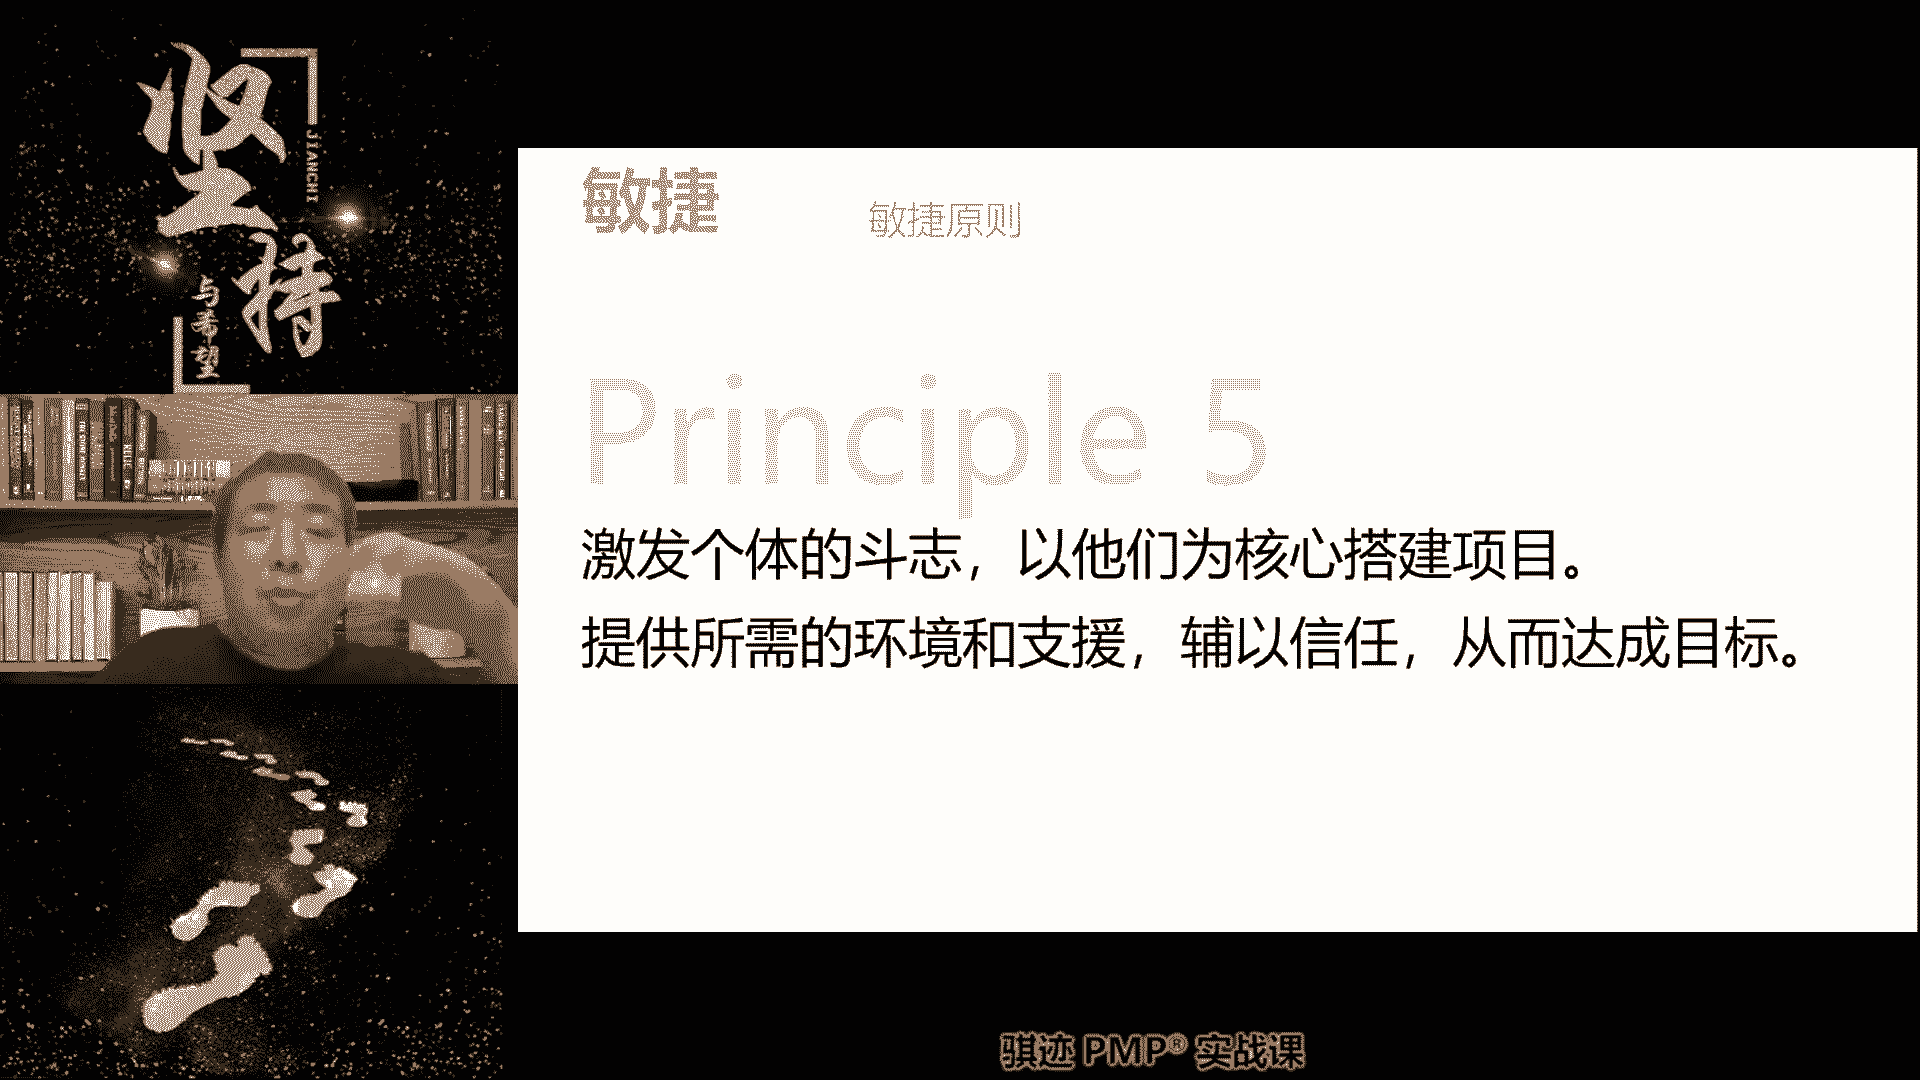 坚持
JIANCHI
与希望
敏捷
敏捷原则
Principle 5
激发个体的斗志，以他们为核心搭建项目。
提供所需的环境和支援，辅以信任，从而达成目标。
骐迹 PMP® 实战课